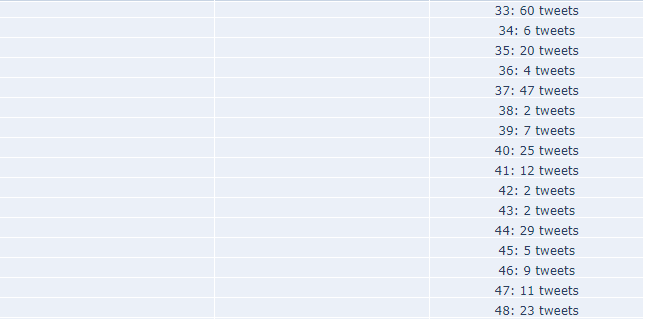 33: 60 tweets
34: 6 tweets
35: 20 tweets
36: 4 tweets
37: 47 tweets
38: 2 tweets
39: 7 tweets
40: 25 tweets
41: 12 tweets
42: 2 tweets
43: 2 tweets
44: 29 tweets
45: 5 tweets
46: 9 tweets
47: 11 tweets
48: 23 tweets